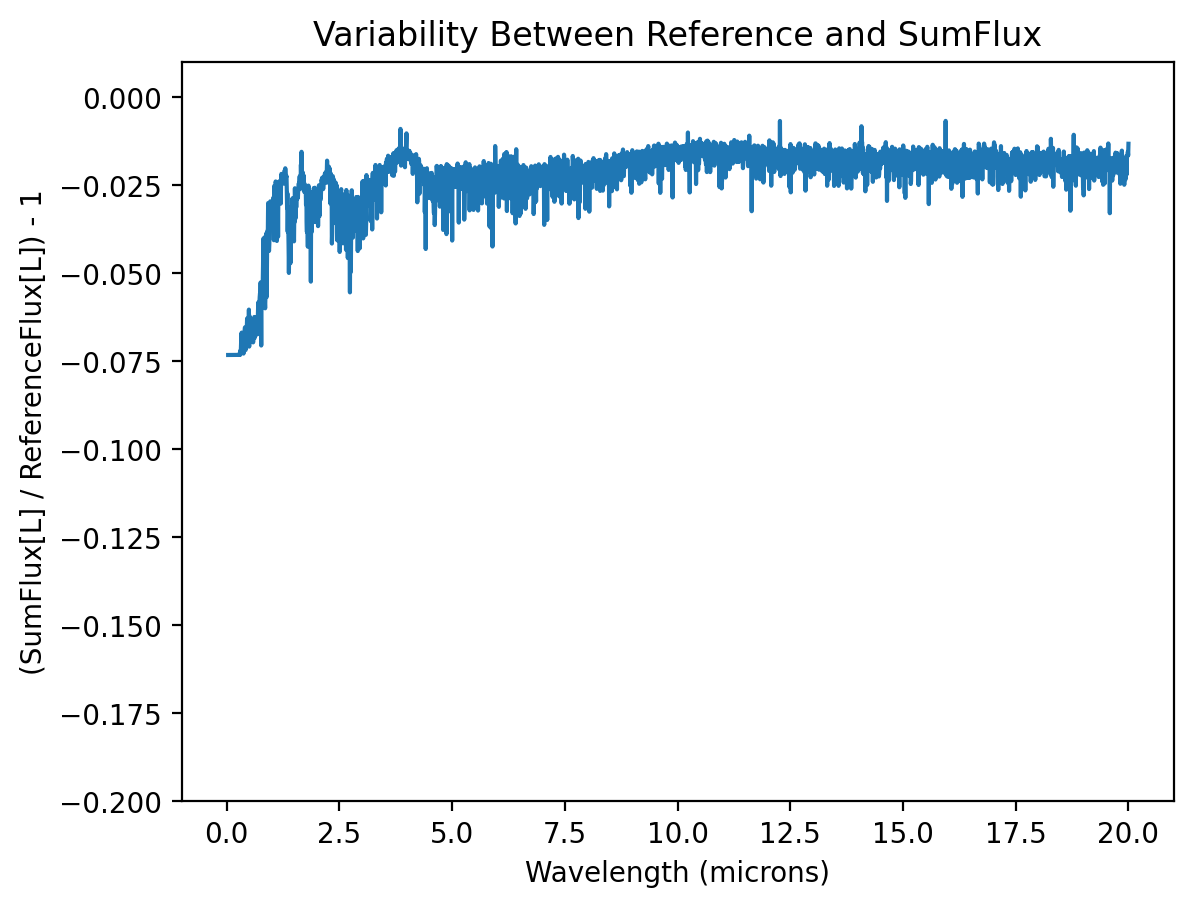 Variability Between Reference and SumFlux
(SumFlux[L] / ReferenceFlux[L]) - 1
0.000
−0.025
−0.050
−0.075
−0.100
−0.125
−0.150
−0.175
−0.200
0.0 2.5 5.0 7.5 10.0 12.5 15.0 17.5 20.0
Wavelength (microns)